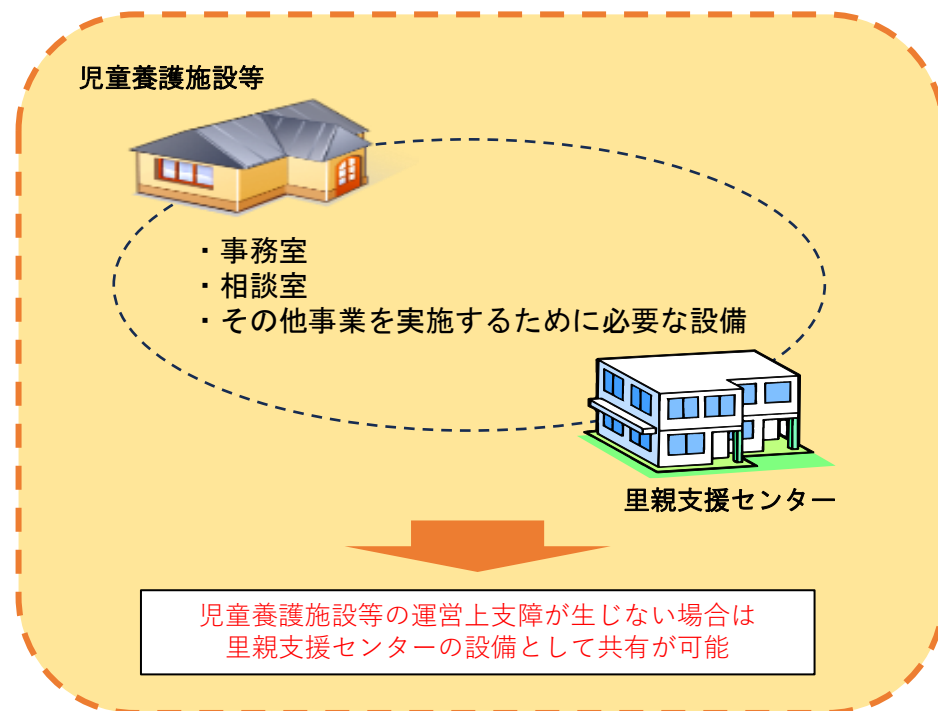 児童養護施設等
・事務室
・相談室
・その他事業を実施するために必要な設備
里親支援センター
児童養護施設等の運営上支障が生じない場合は
里親支援センターの設備として共有が可能